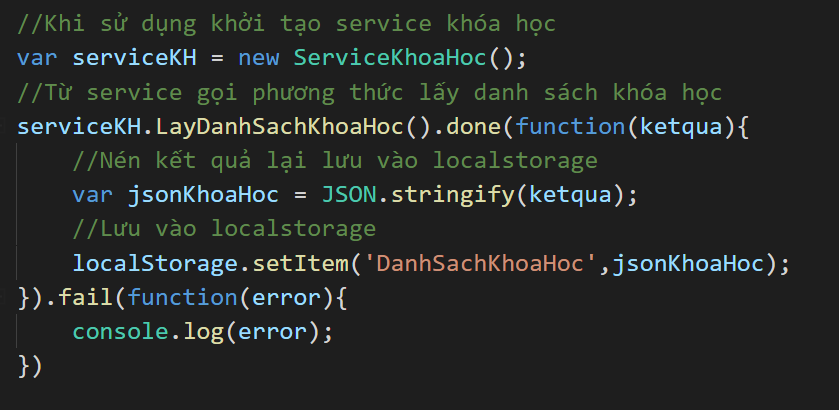 //Khi sử dụng khởi tạo service khóa học
var serviceKH = new ServiceKhoaHoc();
//Từ service gọi phương thức lấy danh sách khóa học
serviceKH.LayDanhSachKhoaHoc().done(function(ketqua){
    //Nén kết quả lại lưu vào localstorage
    var jsonKhoaHoc = JSON.stringify(ketqua);
    //Lưu vào localstorage
    localStorage.setItem('DanhSachKhoaHoc',jsonKhoaHoc);
}).fail(function(error){
    console.log(error);
})